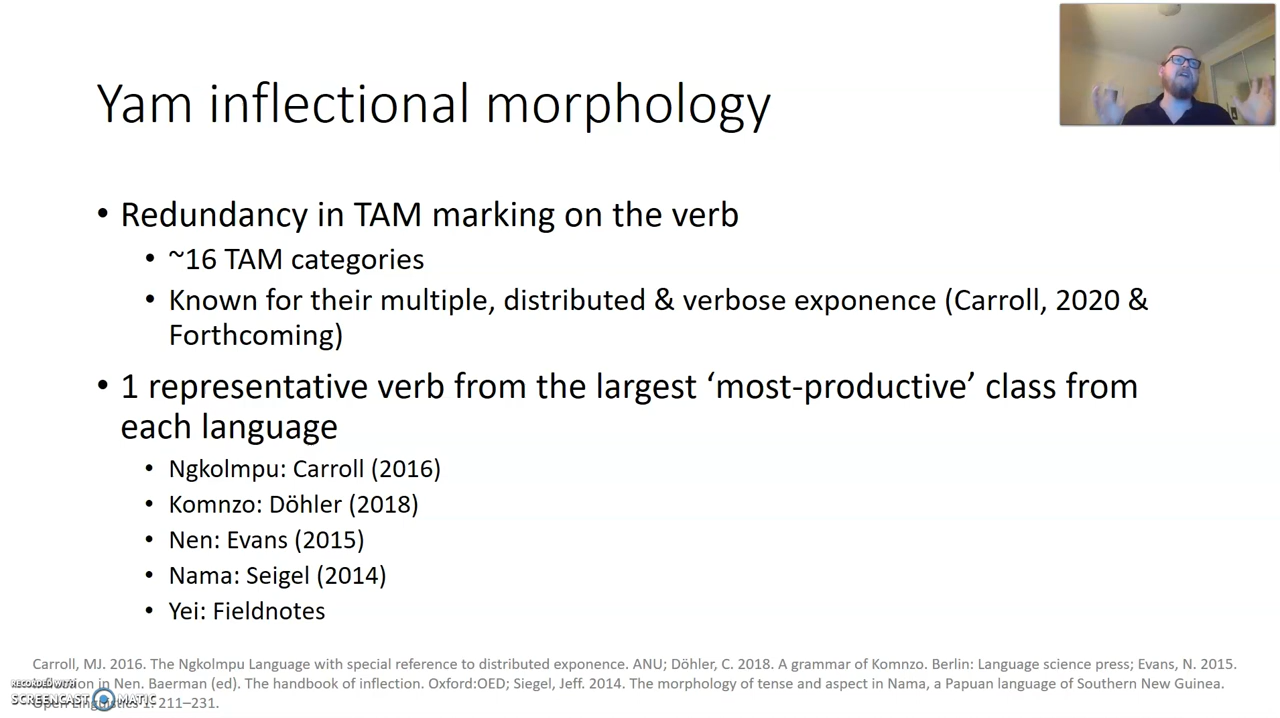 Yam inflectional morphology
• Redundancy in TAM marking on the verb
• ~16 TAM categories
• Known for their multiple, distributed & verbose exponence (Carroll, 2020 &
Forthcoming)
• 1 representative verb from the largest ‘most-productive’ class from
each language
• Ngkolmpu: Carroll (2016)
• Komnzo: Döhler (2018)
• Nen: Evans (2015)
• Nama: Seigel (2014)
• Yei: Fieldnotes
Carroll, MJ. 2016. The Ngkolmpu Language with special reference to distributed exponence. ANU; Döhler, C. 2018. A grammar of Komnzo. Berlin: Language science press; Evans, N. 2015.
in Nen. Baerman (ed). The handbook of inflection. Oxford:OED; Siegel, Jeff. 2014. The morphology of tense and aspect in Nama, a Papuan language of Southern New Guinea.
1: 211–231.
RECORDED WITH
SCREENCAST MATIC